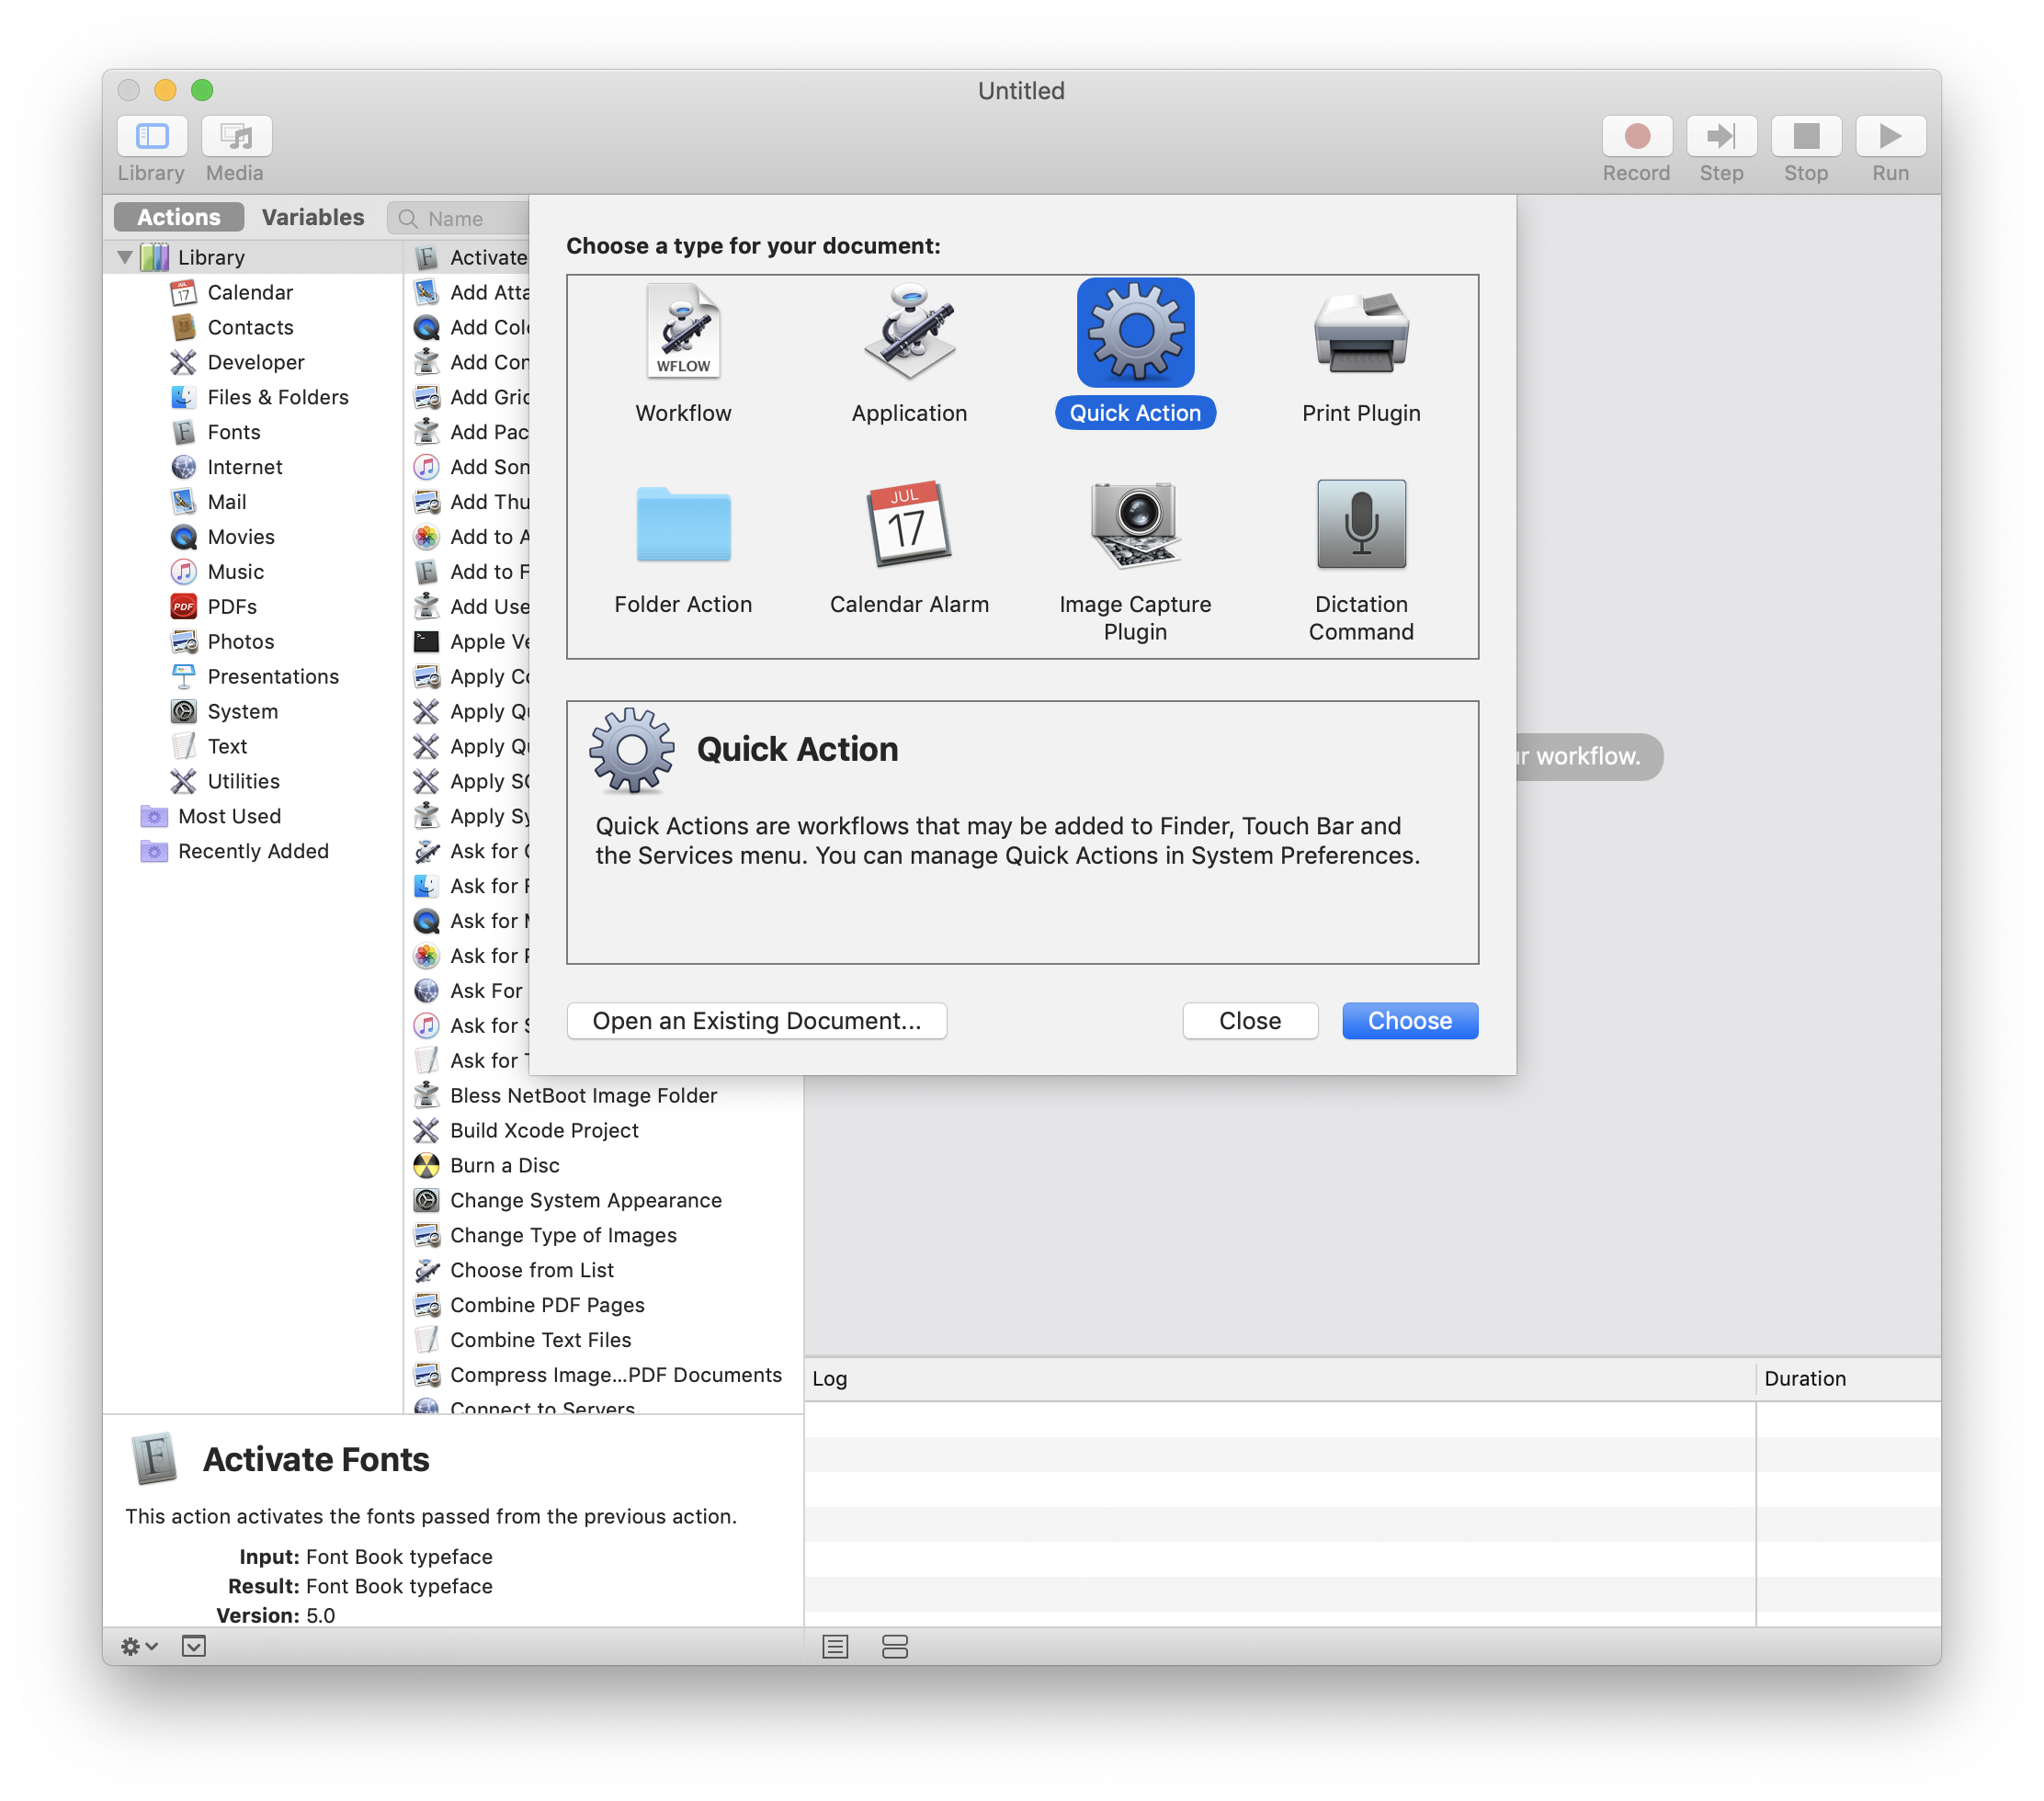 Untitled
Library
Media
Record
Step
Stop
Run
Actions
Variables
Name
Library
Calendar
Contacts
Developer
Files & Folders
Fonts
Internet
Mail
Movies
Music
PDFs
Photos
Presentations
System
Text
Utilities
Most Used
Recently Added
Activate
Add Atta
Add Colo
Add Con
Add Grid
Add Pac
Add Son
Add Thu
Add to A
Add to F
Add Use
Apple Ve
Apply Co
Apply Qu
Apply Qu
Apply SQ
Apply Sy
Ask for
Ask for F
Ask for M
Ask for
Ask For
Ask for S
Ask for T
Bless NetBoot Image Folder
Build Xcode Project
Burn a Disc
Change System Appearance
Change Type of Images
Choose from List
Combine PDF Pages
Combine Text Files
Compress Image...PDF Documents
Connect to Servers
Choose a type for your document:
WFLOW
Workflow
Application
Quick Action
Print Plugin
JUL
17
Folder Action
Calendar Alarm
Image Capture
Plugin
Dictation
Command
Quick Action
Quick Actions are workflows that may be added to Finder, Touch Bar and
the Services menu. You can manage Quick Actions in System Preferences.
Open an Existing Document...
Close
Choose
r workflow.
Log
Duration
Activate Fonts
This action activates the fonts passed from the previous action.
Input: Font Book typeface
Result: Font Book typeface
Version: 5.0